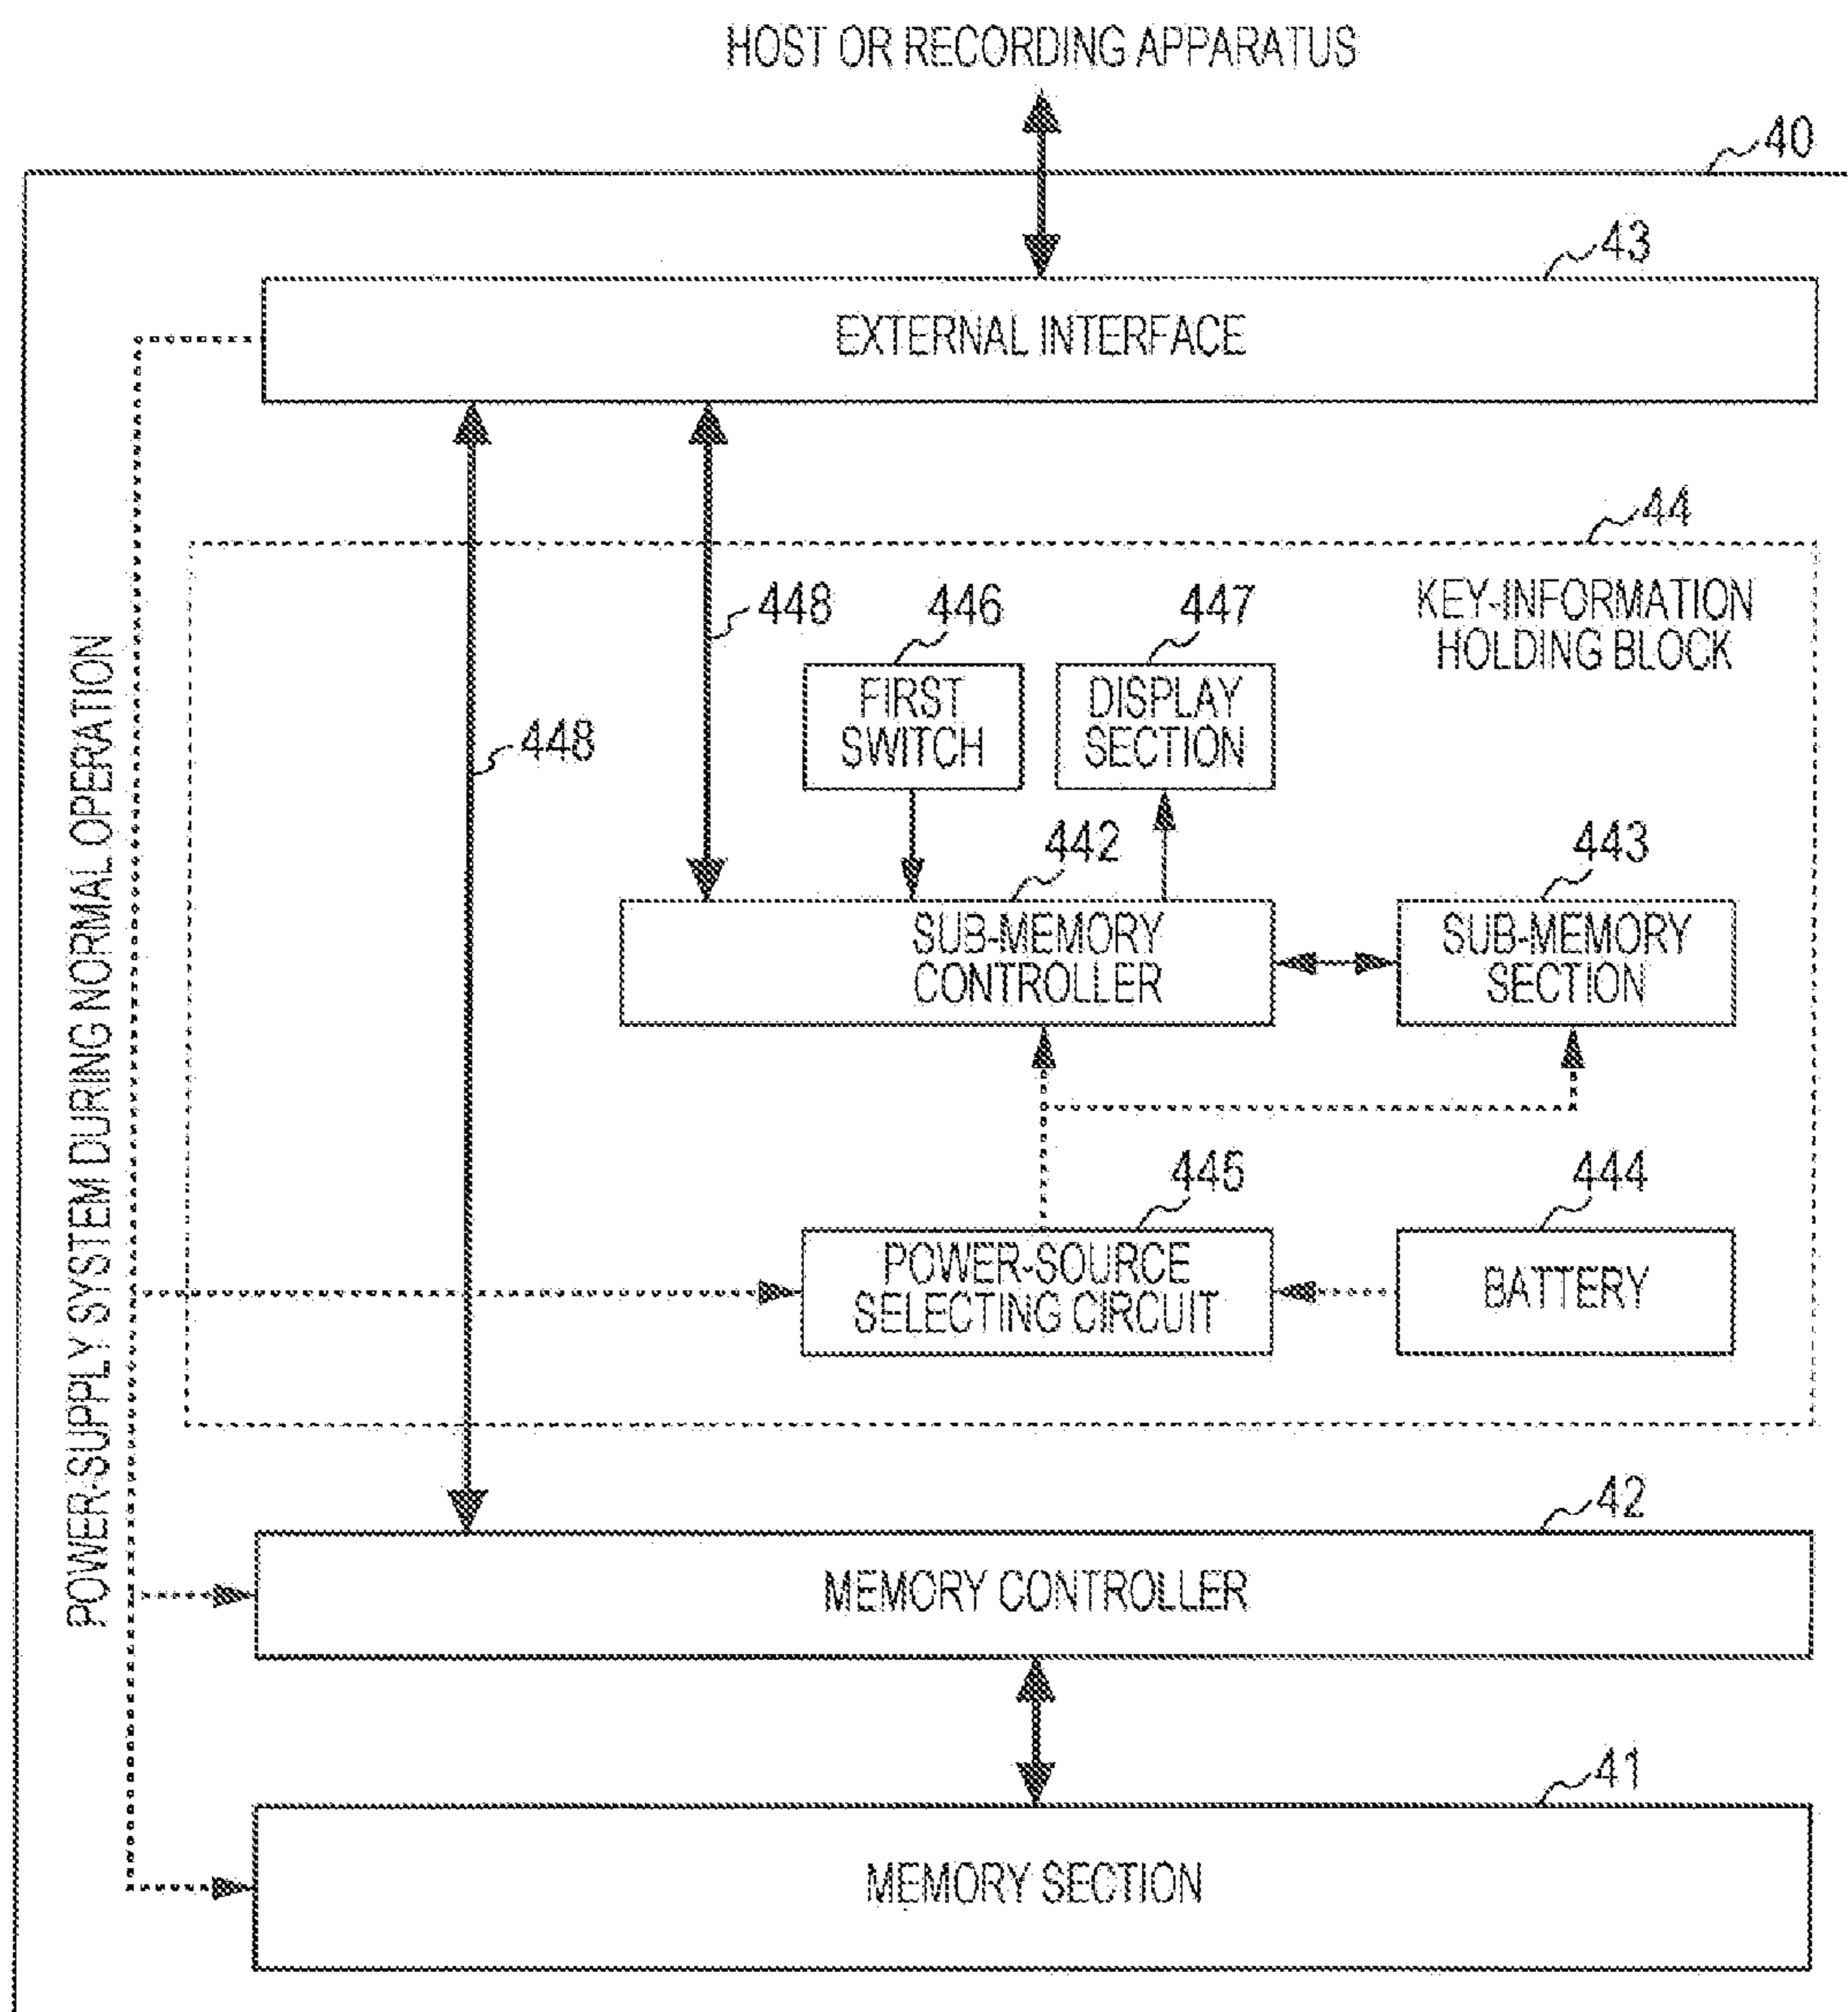 HOST OR RECORDING APPARATUS
40
43
EXTERNAL INTERFACE
44
KEY-INFORMATION
HOLDING BLOCK
448
446
447
FIRST
SWITCH
DISPLAY
SECTION
448
442
443
SUB-MEMORY
CONTROLLER
SUB-MEMORY
SECTION
POWER-SUPPLY SYSTEM DURING NORMAL OPERATION
445
444
POWER-SOURCE
SELECTING CIRCUIT
BATTERY
42
MEMORY CONTROLLER
41
MEMORY SECTION